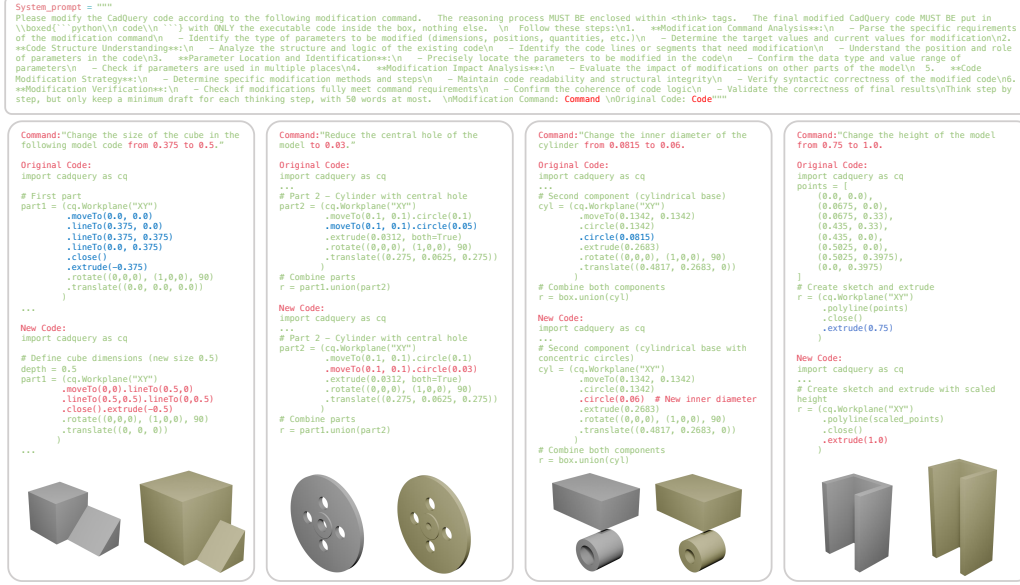 System_prompt = """
Please modify the CadQuery code according to the following modification command.   The reasoning process MUST BE enclosed within <think> tags.   The final modified CadQuery code MUST BE put in
\\boxed{```python\\n code\\n ```} with ONLY the executable code inside the box, nothing else.  \n  Follow these steps:\n1.   **Modification Command Analysis**:\n   – Parse the specific requirements
of the modification command\n   – Identify the type of parameters to be modified (dimensions, positions, quantities, etc.)\n   – Determine the target values and current values for modification\n2.
**Code Structure Understanding**:\n   – Analyze the structure and logic of the existing code\n   – Identify the code lines or segments that need modification\n   – Understand the position and role
of parameters in the code\n3.   **Parameter Location and Identification**:\n   – Precisely locate the parameters to be modified in the code\n   – Confirm the data type and value range of
parameters\n   – Check if parameters are used in multiple places\n4.   **Modification Impact Analysis**:\n   – Evaluate the impact of modifications on other parts of the model\n  5.   **Code
Modification Strategy**:\n   – Determine specific modification methods and steps\n   – Maintain code readability and structural integrity\n   – Verify syntactic correctness of the modified code\n6.
**Modification Verification**:\n   – Check if modifications fully meet command requirements\n   – Confirm the coherence of code logic\n   – Validate the correctness of final results\nThink step by
step, but only keep a minimum draft for each thinking step, with 50 words at most.  \nModification Command: Command \nOriginal Code: Code"""
Command:"Change the size of the cube in the
following model code from 0.375 to 0.5."
Original Code:
import cadquery as cq
# First part
part1 = (cq.Workplane("XY")
.moveTo(0.0, 0.0)
.lineTo(0.375, 0.0)
.lineTo(0.375, 0.375)
.lineTo(0.0, 0.375)
.close()
.extrude(-0.375)
.rotate((0,0,0), (1,0,0), 90)
.translate((0.0, 0.0, 0.0))
)
...
New Code:
import cadquery as cq
# Define cube dimensions (new size 0.5)
depth = 0.5
part1 = (cq.Workplane("XY")
.moveTo(0,0).lineTo(0.5,0)
.lineTo(0.5,0.5).lineTo(0,0.5)
.close().extrude(-0.5)
.rotate((0,0,0), (1,0,0), 90)
.translate((0, 0, 0))
)
...
Command:"Reduce the central hole of the
model to 0.03."
Original Code:
import cadquery as cq
...
# Part 2 – Cylinder with central hole
part2 = (cq.Workplane("XY")
.moveTo(0.1, 0.1).circle(0.1)
.moveTo(0.1, 0.1).circle(0.05)
.extrude(0.0312, both=True)
.rotate((0,0,0), (1,0,0), 90)
.translate((0.275, 0.0625, 0.275))
)
# Combine parts
r = part1.union(part2)
New Code:
import cadquery as cq
...
# Part 2 – Cylinder with central hole
part2 = (cq.Workplane("XY")
.moveTo(0.1, 0.1).circle(0.1)
.moveTo(0.1, 0.1).circle(0.03)
.extrude(0.0312, both=True)
.rotate((0,0,0), (1,0,0), 90)
.translate((0.275, 0.0625, 0.275))
)
# Combine parts
r = part1.union(part2)
Command:"Change the inner diameter of the
cylinder from 0.0815 to 0.06.
Original Code:
import cadquery as cq
...
# Second component (cylindrical base)
cyl = (cq.Workplane("XY")
.moveTo(0.1342, 0.1342)
.circle(0.1342)
.circle(0.0815)
.extrude(0.2683)
.rotate((0,0,0), (1,0,0), 90)
.translate((0.4817, 0.2683, 0))
)
# Combine both components
r = box.union(cyl)
New Code:
import cadquery as cq
...
# Second component (cylindrical base with
concentric circles)
cyl = (cq.Workplane("XY")
.moveTo(0.1342, 0.1342)
.circle(0.1342)
.circle(0.06)  # New inner diameter
.extrude(0.2683)
.rotate((0,0,0), (1,0,0), 90)
.translate((0.4817, 0.2683, 0))
)
# Combine both components
r = box.union(cyl)
Command:"Change the height of the model
from 0.75 to 1.0.
Original Code:
import cadquery as cq
points = [
(0.0, 0.0),
(0.0675, 0.0),
(0.0675, 0.33),
(0.435, 0.33),
(0.435, 0.0),
(0.5025, 0.0),
(0.5025, 0.3975),
(0.0, 0.3975)
]
# Create sketch and extrude
r = (cq.Workplane("XY")
.polyline(points)
.close()
.extrude(0.75)
)
New Code:
import cadquery as cq
...
# Create sketch and extrude with scaled
height
r = (cq.Workplane("XY")
.polyline(scaled_points)
.close()
.extrude(1.0)
)